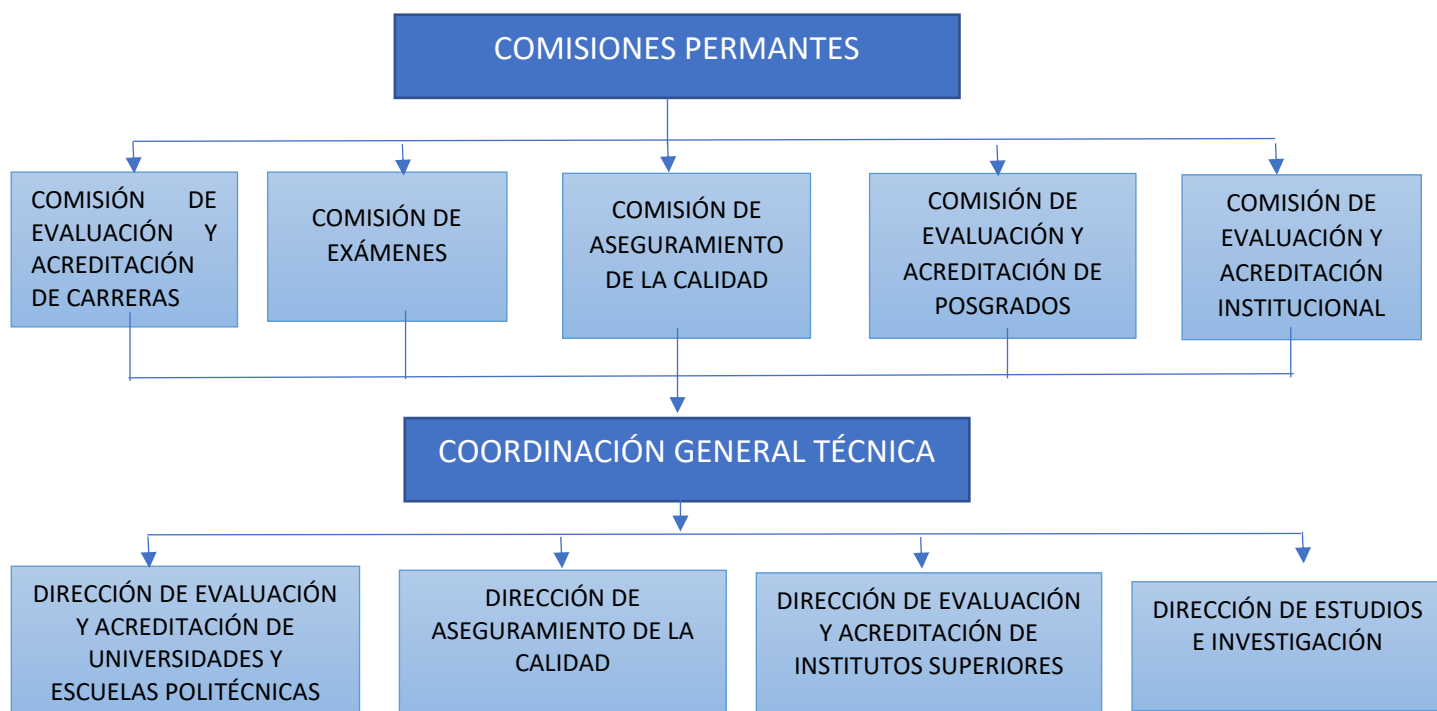 COMISIONES PERMANTES
COMISIÓN DE
EVALUACIÓN Y
ACREDITACIÓN
DE CARRERAS
COMISIÓN DE
EXÁMENES
COMISIÓN DE
ASEGURAMIENTO
DE LA CALIDAD
COMISIÓN DE
EVALUACIÓN Y
ACREDITACIÓN DE
POSGRADOS
COMISIÓN DE
EVALUACIÓN Y
ACREDITACIÓN
INSTITUCIONAL
COORDINACIÓN GENERAL TÉCNICA
DIRECCIÓN DE EVALUACIÓN
Y ACREDITACIÓN DE
UNIVERSIDADES Y
ESCUELAS POLITÉCNICAS
DIRECCIÓN DE
ASEGURAMIENTO DE LA
CALIDAD
DIRECCIÓN DE EVALUACIÓN
Y ACREDITACIÓN DE
INSTITUTOS SUPERIORES
DIRECCIÓN DE ESTUDIOS
E INVESTIGACIÓN